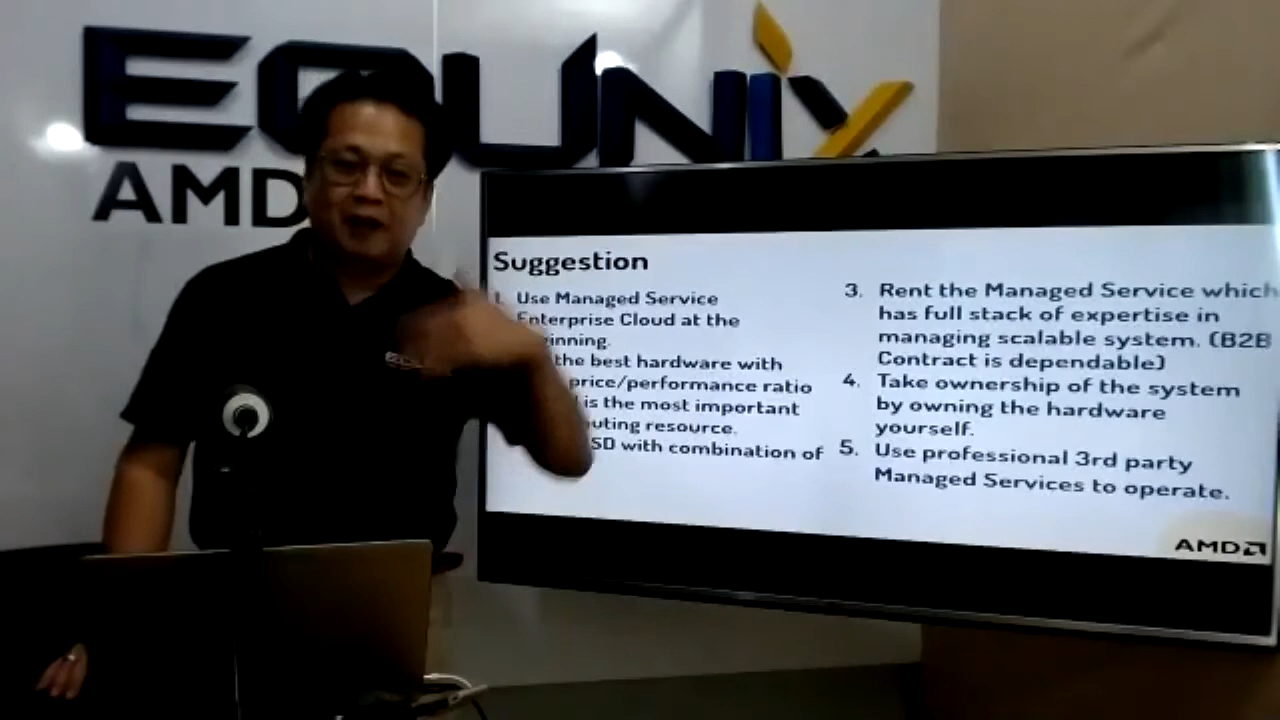 EQUNIX
AMD
Suggestion
1. Use Managed Service
Enterprise Cloud at the
the best hardware with
price/performance ratio
is the most important
resource.
with combination of
3. Rent the Managed Service which
has full stack of expertise in
managing scalable system. (B2B
Contract is dependable)
4. Take ownership of the system
by owning the hardware
yourself.
5. Use professional 3rd party
Managed Services to operate.
AMD